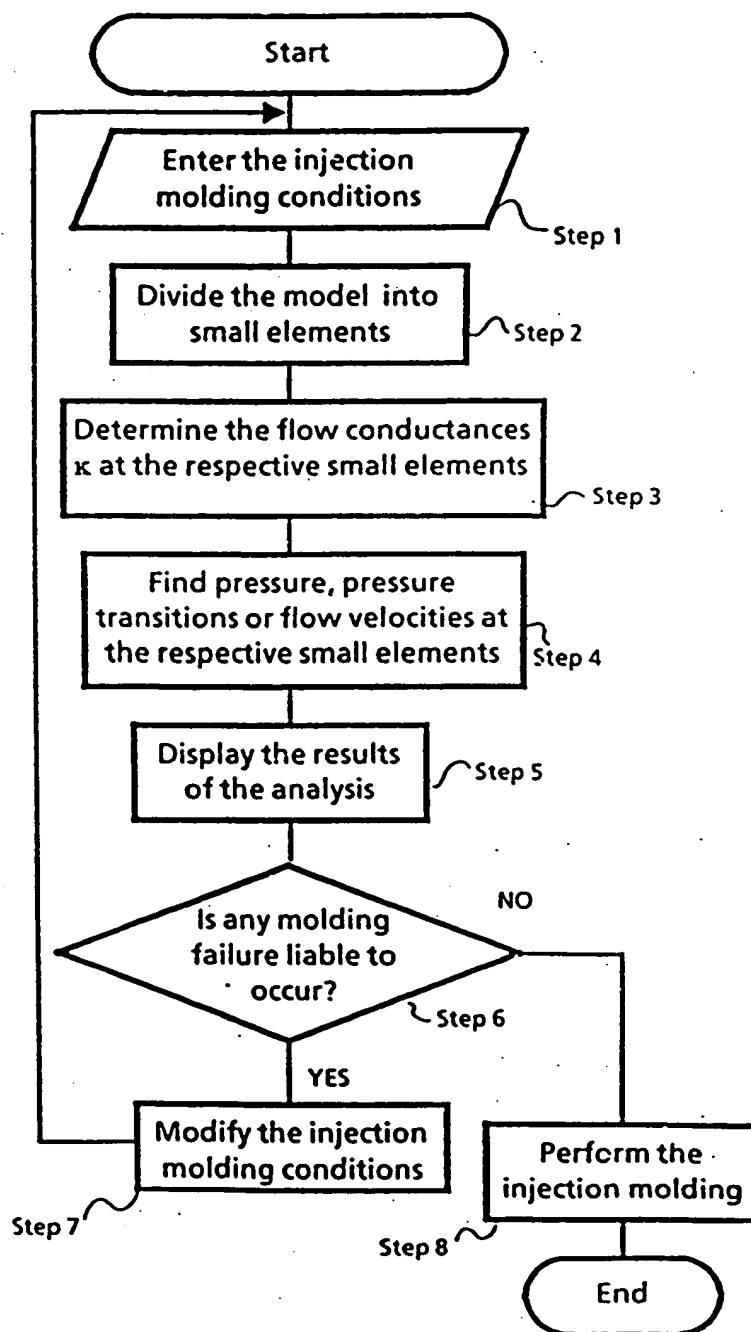 Start
Enter the injection
molding conditions
Step 1
Divide the model into
small elements
Step 2
Determine the flow conductances
κ at the respective small elements
Step 3
Find pressure, pressure
transitions or flow velocities at
the respective small elements
Step 4
Display the results
of the analysis
Step 5
Is any molding
failure liable to
occur?
Step 6
NO
YES
Modify the injection
molding conditions
Step 7
Perform the
injection molding
Step 8
End